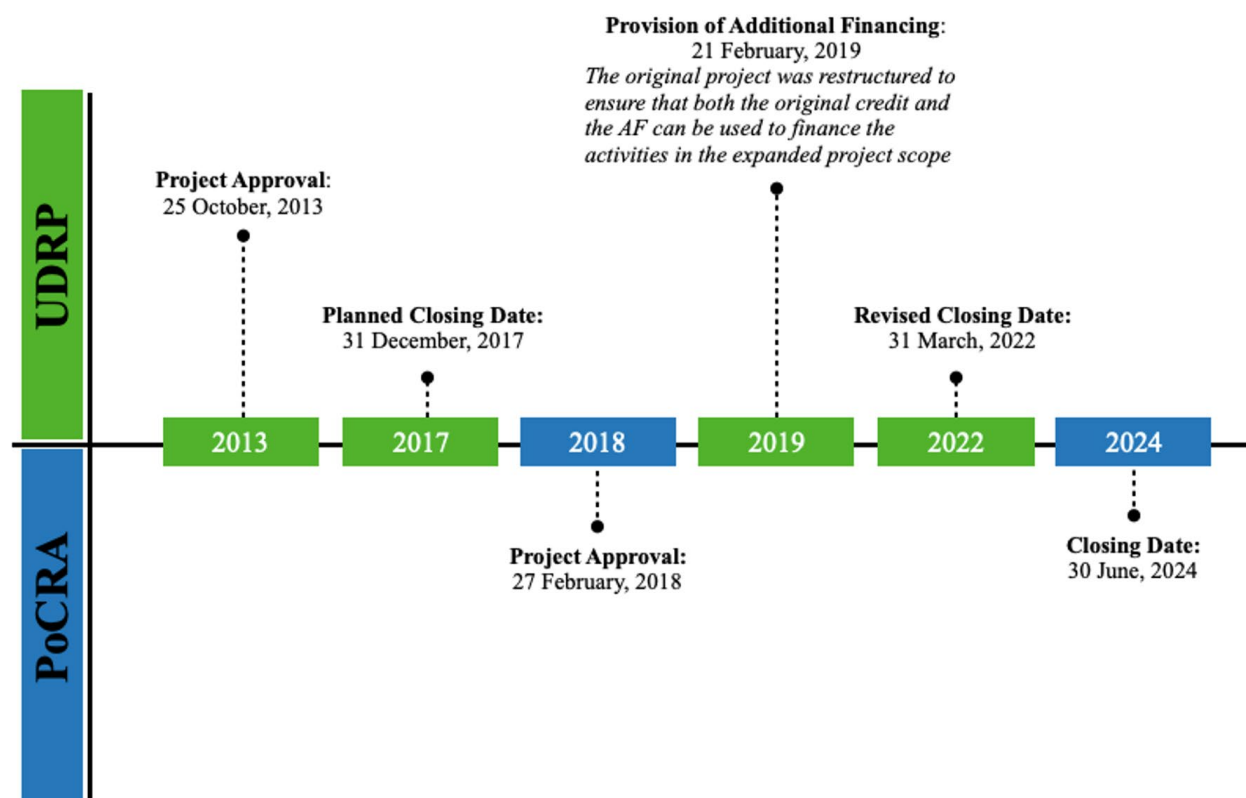 Provision of Additional Financing:
21 February, 2019
The original project was restructured to
ensure that both the original credit and
the AF can be used to finance the
activities in the expanded project scope
Project Approval:
25 October, 2013
UDRP
Planned Closing Date:
31 December, 2017
Revised Closing Date:
31 March, 2022
2013
2017
2018
2019
2022
2024
PoCRA
Project Approval:
27 February, 2018
Closing Date:
30 June, 2024